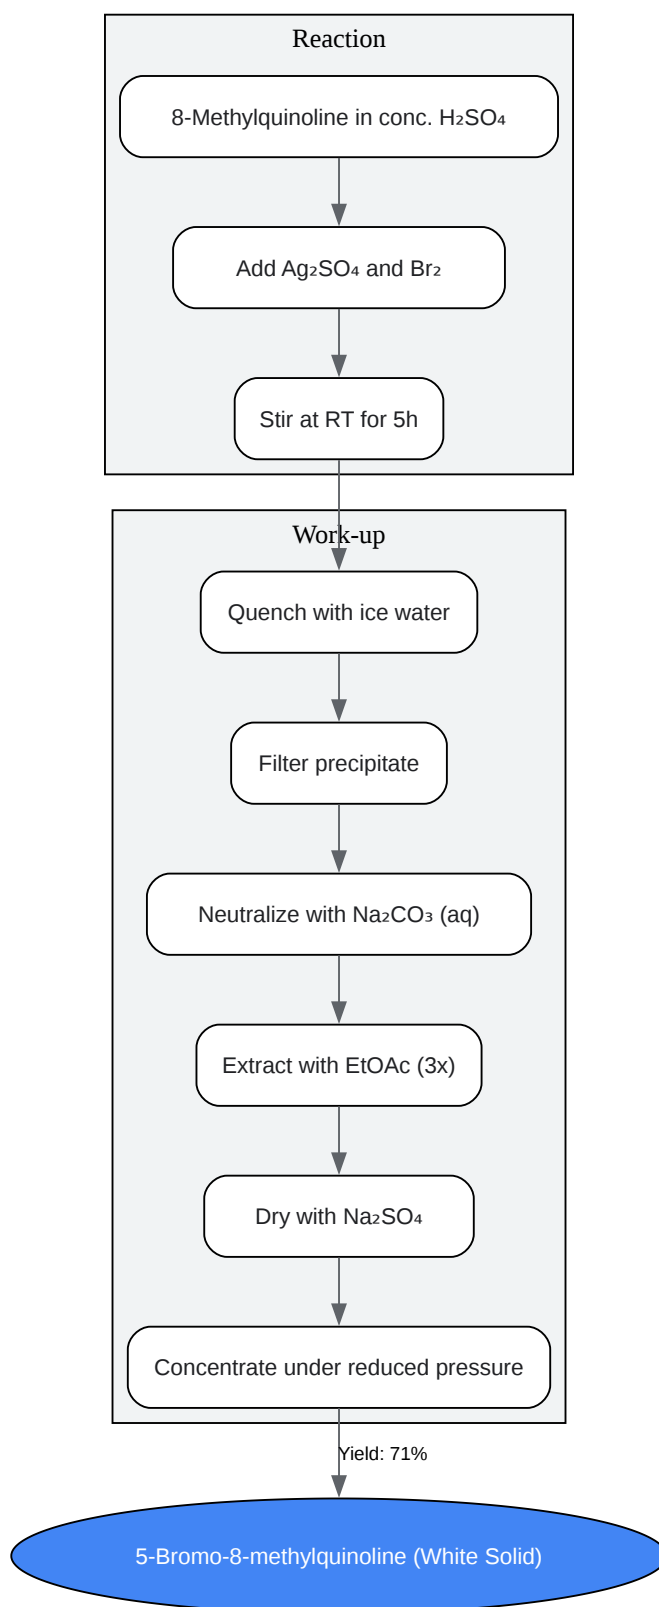 Reaction
8-Methylquinoline in conc. H₂SO₄
Add Ag₂SO₄ and Br₂
Stir at RT for 5h
Work-up
Quench with ice water
Filter precipitate
Neutralize with Na₂CO₃ (aq)
Extract with EtOAc (3x)
Dry with Na₂SO₄
Concentrate under reduced pressure
Yield: 71%
5-Bromo-8-methylquinoline (White Solid)